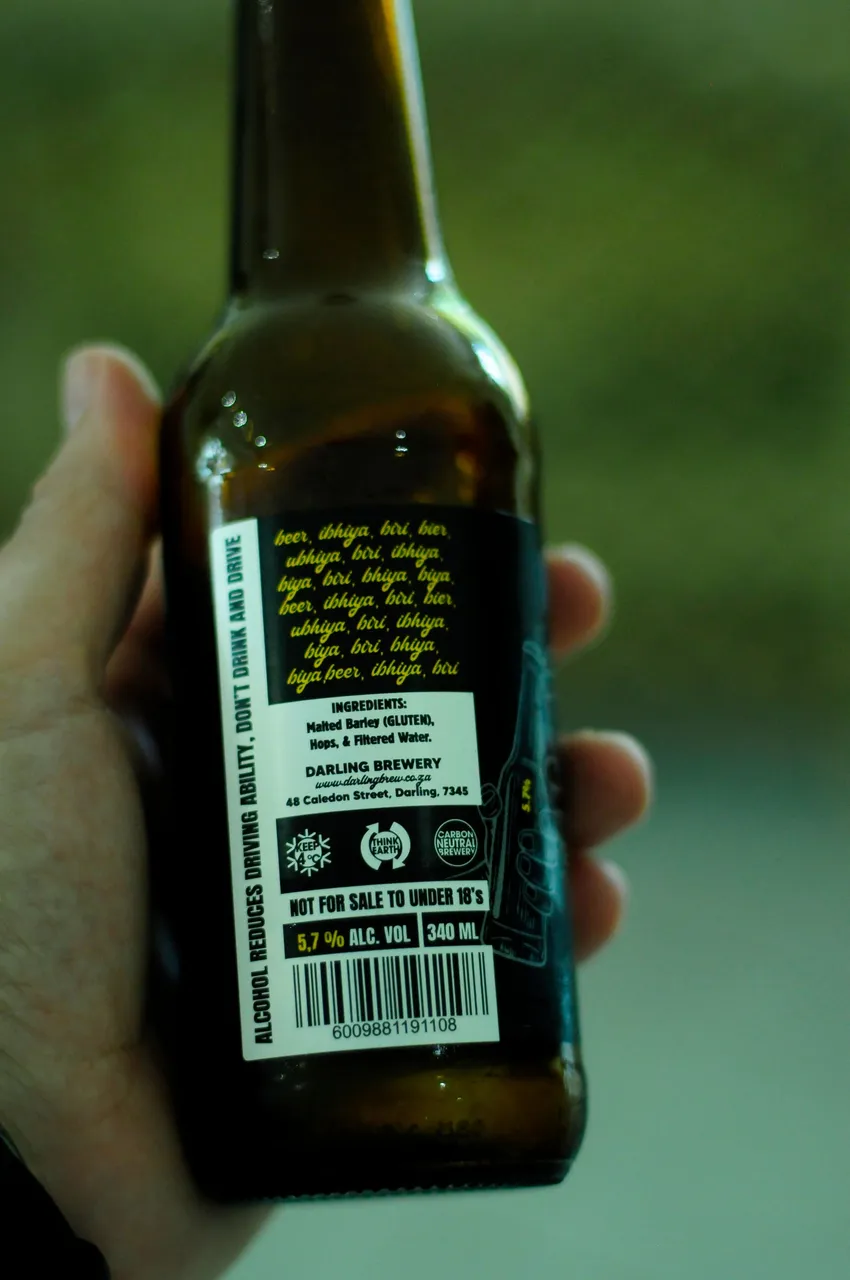 ALCOHOL REDUCES DRIVING ABILITY, DON'T DRINK AND DRIVE
beer, ibhiya, biri, bier,
ubhiya, biri, ibhiya,
biya, biri, bhiya, biya,
beer, ibhiya, biri, bier,
ubhiya, biri, ibhiya,
biya, biri, bhiya,
biya,beer, ibhiya, biri
INGREDIENTS:
Malted Barley (GLUTEN),
Hops, & Filtered Water.
DARLING BREWERY
www.darlingbrew.co.za
48 Caledon Street, Darling, 7345
KEEP
4°C
THINK
EARTH
CARBON
NEUTRAL
BREWERY
NOT FOR SALE TO UNDER 18's
5,7 % ALC. VOL
340 ML
6009881191108
5.7%